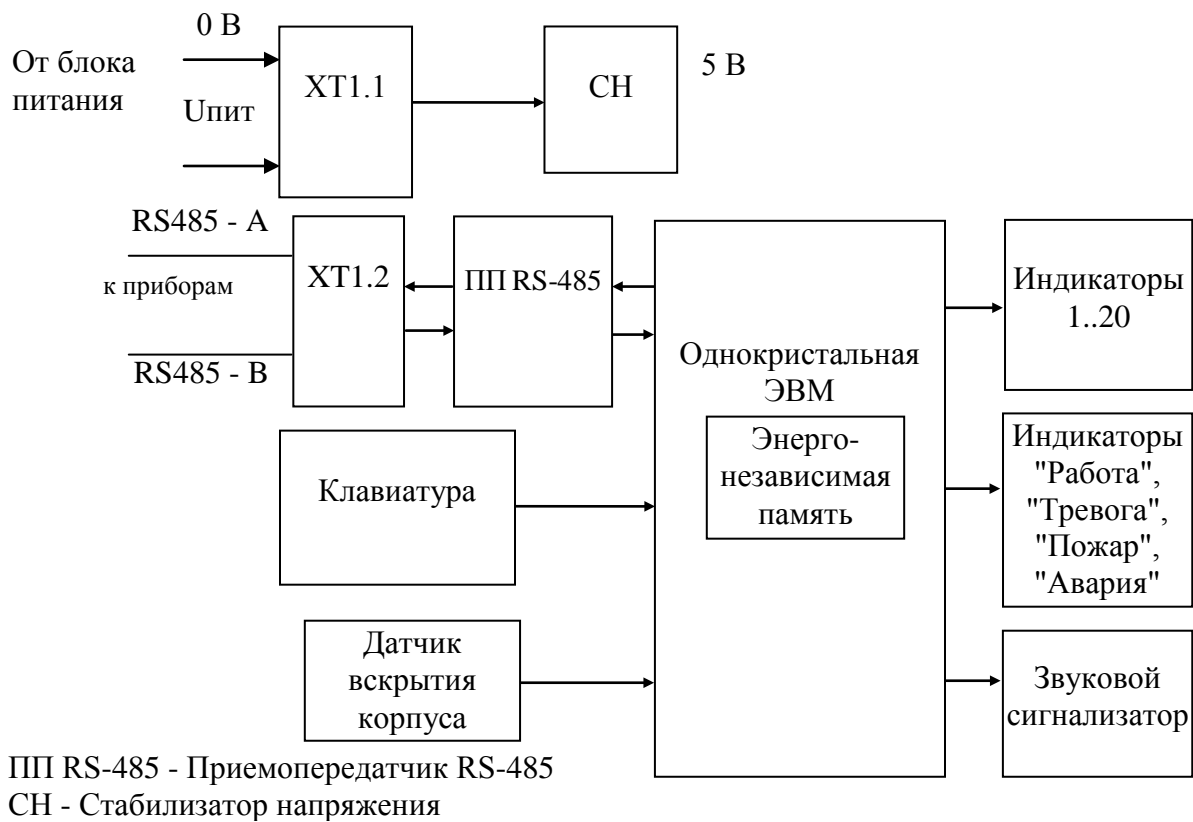 0 В
От блока
питания
Uпит
XT1.1
СН
5 В
RS485 - A
к приборам
RS485 - B
XT1.2
ПП RS-485
Однокристальная
ЭВМ
Энерго-
независимая
память
Индикаторы
1..20
Клавиатура
Индикаторы
"Работа",
"Тревога",
"Пожар",
"Авария"
Датчик
вскрытия
корпуса
Звуковой
сигнализатор
ПП RS-485 - Приемопередатчик RS-485
СН - Стабилизатор напряжения